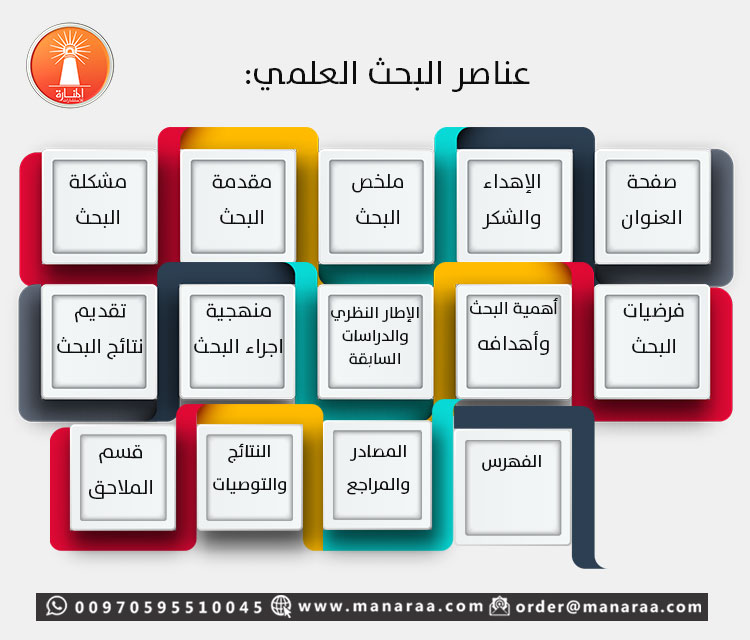 المنارة
عناصر البحث العلمي:
صفحة
العنوان
الإهداء
والشكر
ملخص
البحث
مقدمة
البحث
مشكلة
البحث
فرضيات
البحث
أهمية البحث
وأهدافه
الإطار النظري
والدراسات
السابقة
منهجية
اجراء البحث
تقديم
نتائج البحث
الفهرس
المصادر
والمراجع
النتائج
والتوصيات
قسم
الملاحق
00970595510045 www.manaraa.com order@manaraa.com